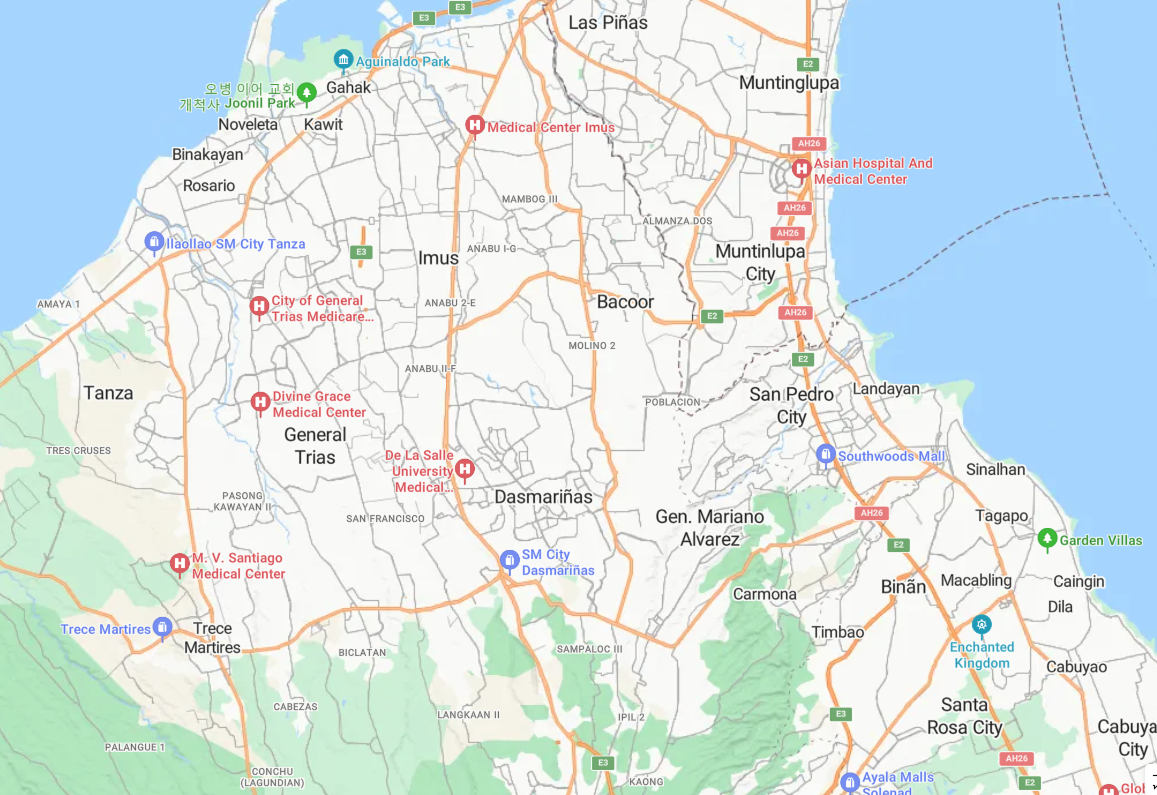 E3
E3
Las Piñas
Aguinaldo Park
E2
Muntinglupa
Gahak
오병 이어 교회
개척사 Joonil Park
Noveleta
Kawit
Medical Center Imus
AH26
Binakayan
Asian Hospital And
Medical Center
Rosario
MAMBOG III
AH26
ALMANZA DOS
AH26
Ilaollao SM City Tanza
E3
Imus
ANABU I-G
Muntinlupa
City
AMAYA 1
City of General
Trias Medicare...
ANABU 2-E
Bacoor
E2
AH26
MOLINO 2
E2
ANABU II-F
Tanza
Divine Grace
Medical Center
POBLACION
San Pedro
City
Landayan
General
Trias
TRES CRUSES
De La Salle
University
Medical...
Southwoods Mall
Sinalhan
PASONG
KAWAYAN II
Dasmariñas
SAN FRANCISCO
Gen. Mariano
Alvarez
AH26
Tagapo
E2
Garden Villas
M. V. Santiago
Medical Center
SM City
Dasmariñas
Carmona
Biñãn
Macabling
Caingin
Dila
Trece Martires
Trece
Martires
Timbao
Enchanted
Kingdom
BICLATAN
SAMPALOC III
Cabuyao
CABEZAS
LANGKAAN II
IPIL 2
E3
Santa
Rosa City
Cabuya
City
PALANGUE 1
E3
AH26
CONCHU
(LAGUNDIAN)
KAONG
Ayala Malls
Solenad
E2
Glob